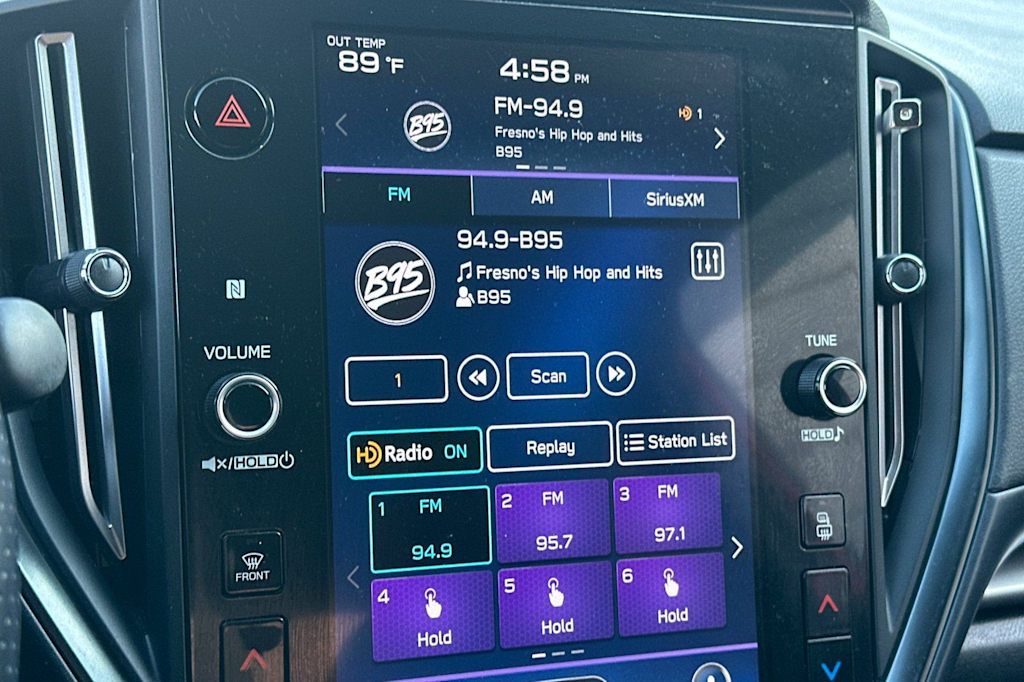 OUT TEMP
89 °F
4:58 PM
FM-94.9
HD 1
B95
Fresno's Hip Hop and Hits
B95
FM
AM
SiriusXM
94.9-B95
B95
Fresno's Hip Hop and Hits
B95
N
VOLUME
TUNE
1
Scan
HOLD
HD Radio ON
Replay
Station List
/HOLD
1 FM
94.9
2 FM
95.7
3 FM
97.1
FRONT
4
Hold
5
Hold
6
Hold